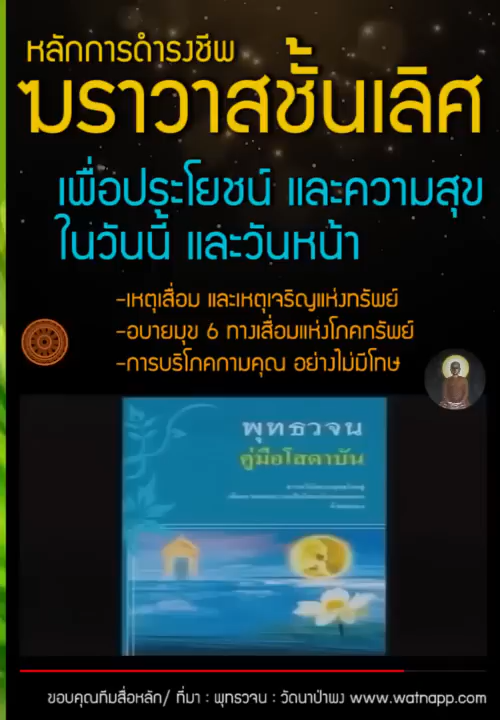 หลักการดำรงชีพ
ฆราวาสชั้นเลิศ
เพื่อประโยชน์ และความสุข
ในวันนี้ และวันหน้า
-เหตุเสื่อม และเหตุเจริญแห่งทรัพย์
-อบายมุข 6 ทางเสื่อมแห่งโภคทรัพย์
-การบริโภคกามคุณ อย่างไม่มีโทษ
พุทธวจน
คู่มือโสดาบัน
ขอบคุณทีมสื่อหลัก/ ที่มา : พุทธวจน : วัดนาป่าพง www.watnapp.com